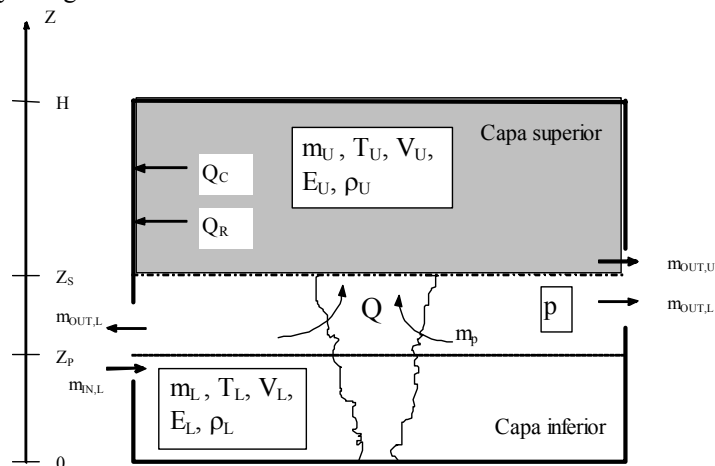 Z
H
Capa superior
m_U , T_U, V_U,
E_U, ρ_U
Q_C
Q_R
m_OUT,U
Z_S
m_OUT,L
Q
p
m_OUT,L
m_p
Z_P
m_IN,L
m_L , T_L, V_L,
E_L, ρ_L
Capa inferior
0